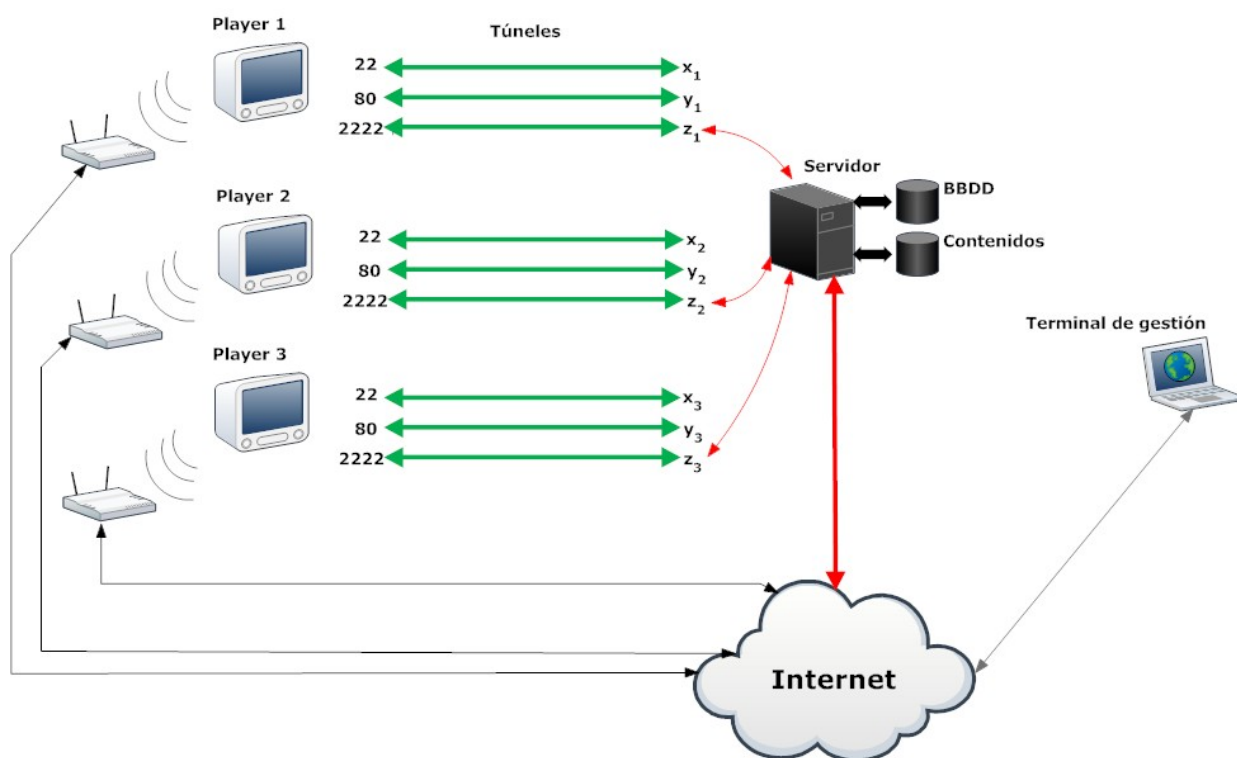 Player 1
Túneles
22 x1
80 y1
2222 z1
Servidor
BBDD
Contenidos
Player 2
22 x2
80 y2
2222 z2
Terminal de gestión
Player 3
22 x3
80 y3
2222 z3
Internet